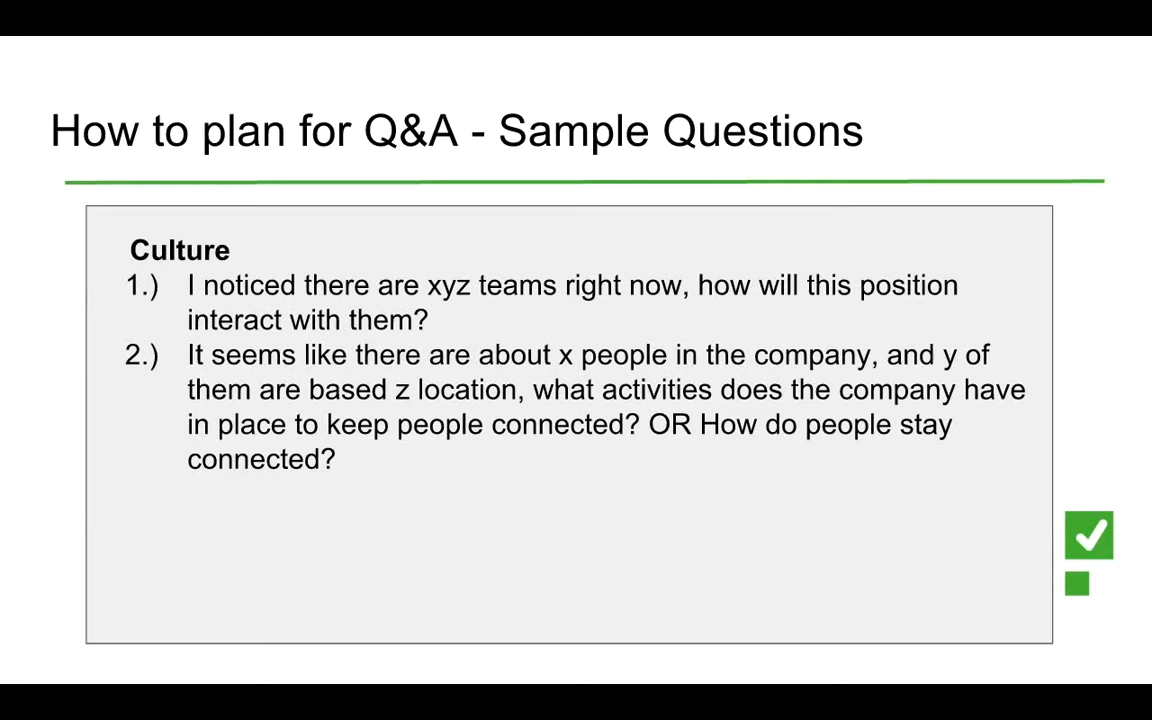 How to plan for Q&A - Sample Questions
Culture
1.) I noticed there are xyz teams right now, how will this position
interact with them?
2.) It seems like there are about x people in the company, and y of
them are based z location, what activities does the company have
in place to keep people connected? OR How do people stay
connected?